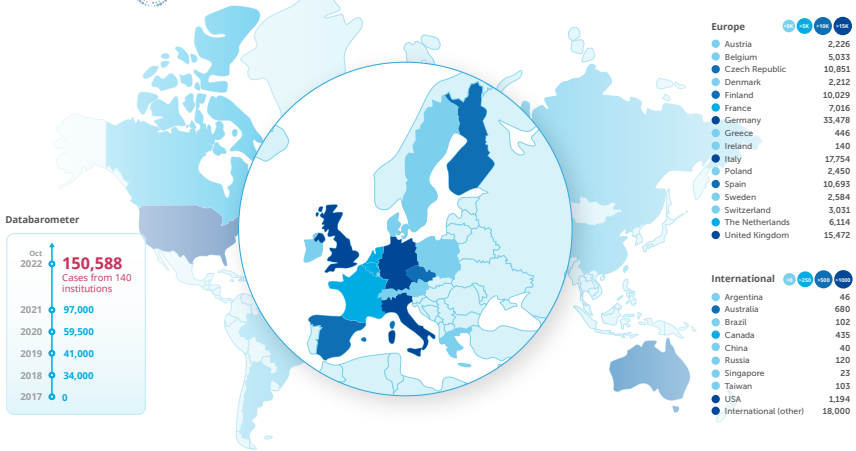 Europe
>0K >5K >10K >15K
Austria 2,226
Belgium 5,033
Czech Republic 10,851
Denmark 2,212
Finland 10,029
France 7,016
Germany 33,478
Greece 446
Ireland 140
Italy 17,754
Poland 2,450
Spain 10,693
Sweden 2,584
Switzerland 3,031
The Netherlands 6,114
United Kingdom 15,472
Databarometer
Oct
2022 150,588
Cases from 140
institutions
2021 97,000
2020 59,500
2019 41,000
2018 34,000
2017 0
International
>0 >250 >500 >1000
Argentina 46
Australia 680
Brazil 102
Canada 435
China 40
Russia 120
Singapore 23
Taiwan 103
USA 1,194
International (other) 18,000